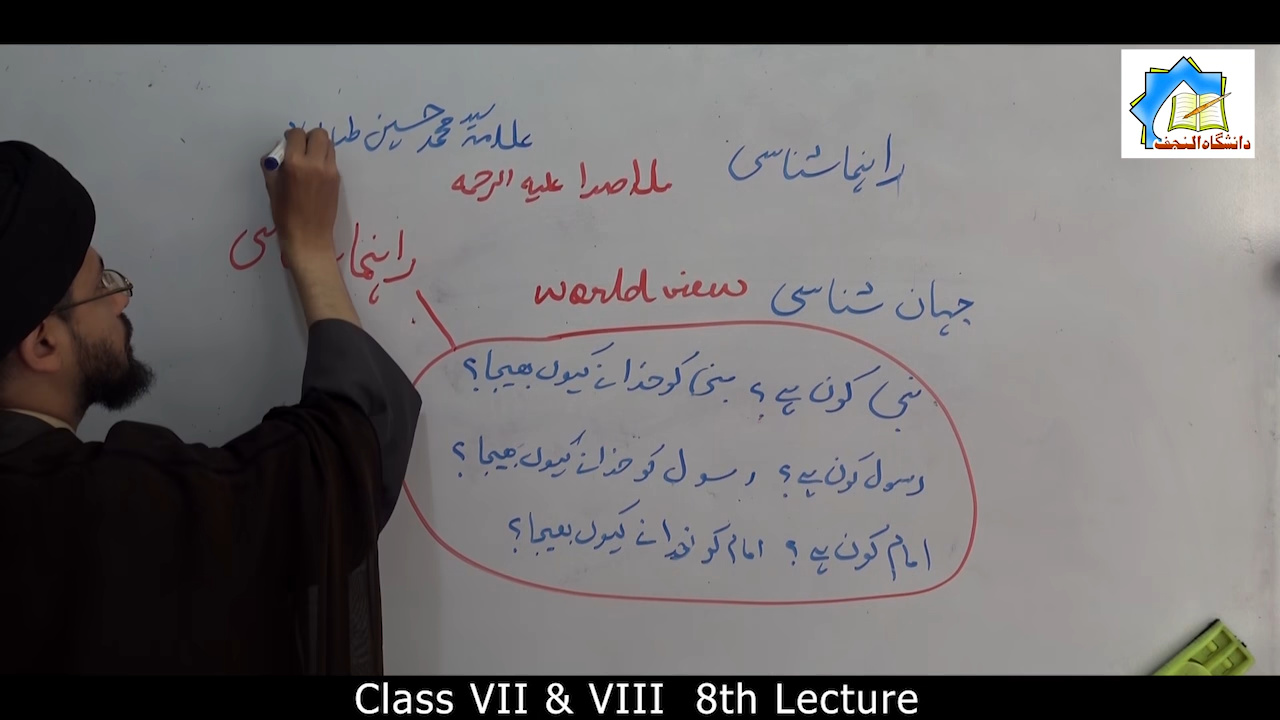 دانشگاه النجف
علامہ سید محمد حسین
راہنما شناسی
ملا صدرا علیہ الرحمہ
راہنما
جہان شناسی world view
نبی کون ہے؟ نبی کو خدا نے کیوں بھیجا؟
رسول کون ہے؟ رسول کو خدا نے کیوں بھیجا؟
امام کون ہے؟ امام کو خدا نے کیوں بھیجا؟
Class VII & VIII 8th Lecture